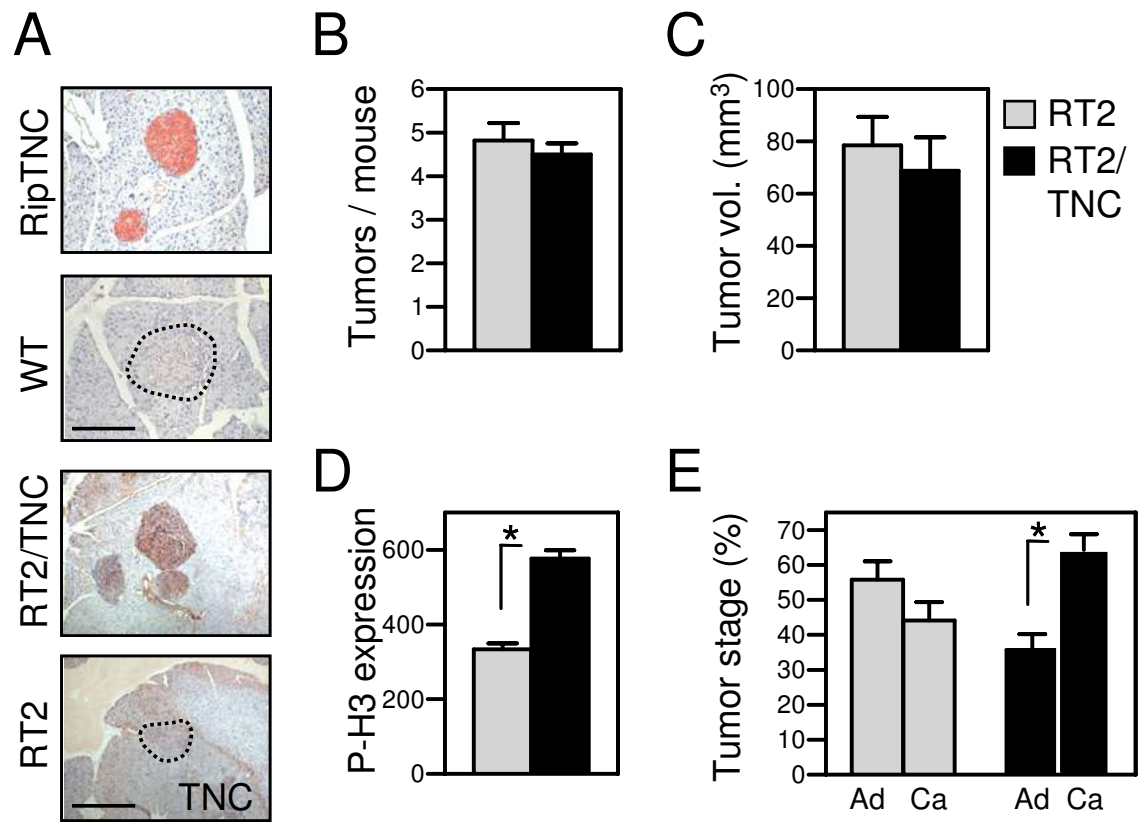 A
RipTNC
WT
RT2/TNC
RT2
TNC
B
Tumors / mouse
6
5
4
3
2
1
0
C
Tumor vol. (mm³)
100
80
60
40
20
0
RT2
RT2/
TNC
D
P-H3 expression
600
400
200
0
*
E
Tumor stage (%)
70
60
50
40
30
20
10
0
*
Ad Ca Ad Ca